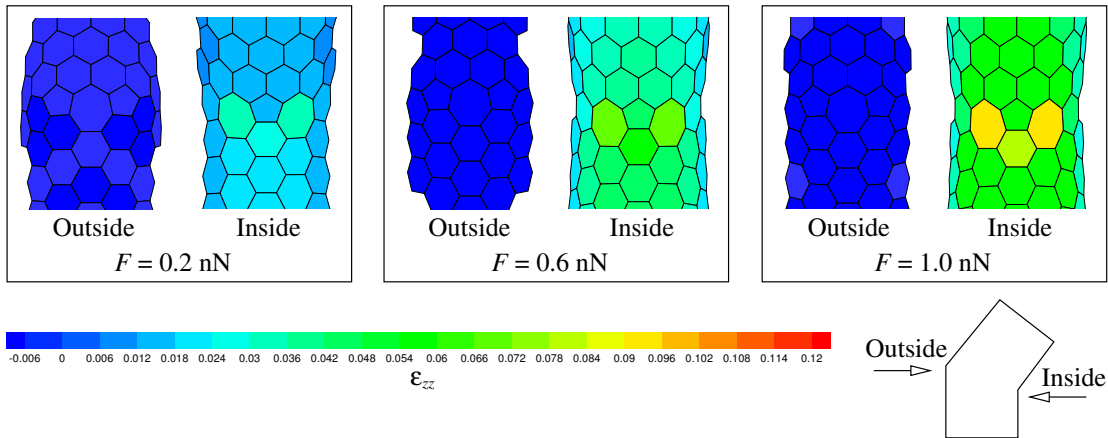 Outside Inside
F = 0.2 nN
Outside Inside
F = 0.6 nN
Outside Inside
F = 1.0 nN
-0.006 0 0.006 0.012 0.018 0.024 0.03 0.036 0.042 0.048 0.054 0.06 0.066 0.072 0.078 0.084 0.09 0.096 0.102 0.108 0.114 0.12
εzz
Outside
Inside